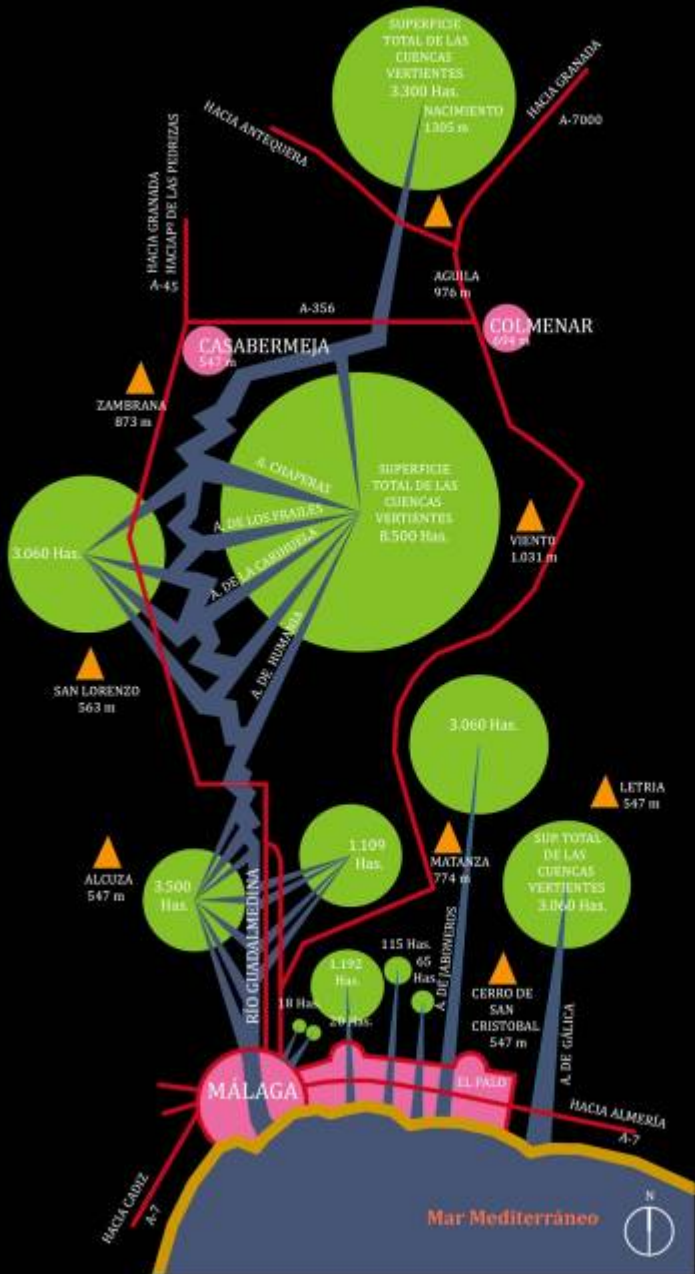 SUPERFICIE
TOTAL DE LAS
CUENCAS
VERTIENTES
3.300 Has.
NACIMIENTO
1305 m
HACIA GRANADA
A-7000
HACIA ANTEQUERA
HACIA GRANADA
HACIAPº DE LAS PEDRIZAS
A-45
AGUILA
976 m
A-356
COLMENAR
694 m
CASABERMEJA
547 m
ZAMBRANA
873 m
A. CHAPERAS
A. DE LOS FRAILES
A. DE LA CARIHUELA
A. DE HUMAINA
SUPERFICIE
TOTAL DE LAS
CUENCAS
VERTIENTES
8.500 Has.
VIENTO
1.031 m
3.060 Has.
SAN LORENZO
563 m
3.060 Has.
LETRIA
547 m
1.109
Has.
MATANZA
774 m
SUP. TOTAL
DE LAS
CUENCAS
VERTIENTES
3.060 Has.
ALCUZA
547 m
3.500
Has.
RÍO GUADALMEDINA
A. DE JABONEROS
115 Has.
65
Has.
1.192
Has.
18 Has.
20 Has.
CERRO DE
SAN
CRISTOBAL
547 m
A. DE GÁLICA
MÁLAGA
EL PALO
HACIA ALMERÍA
A-7
HACIA CADIZ
A-7
Mar Mediterráneo
N